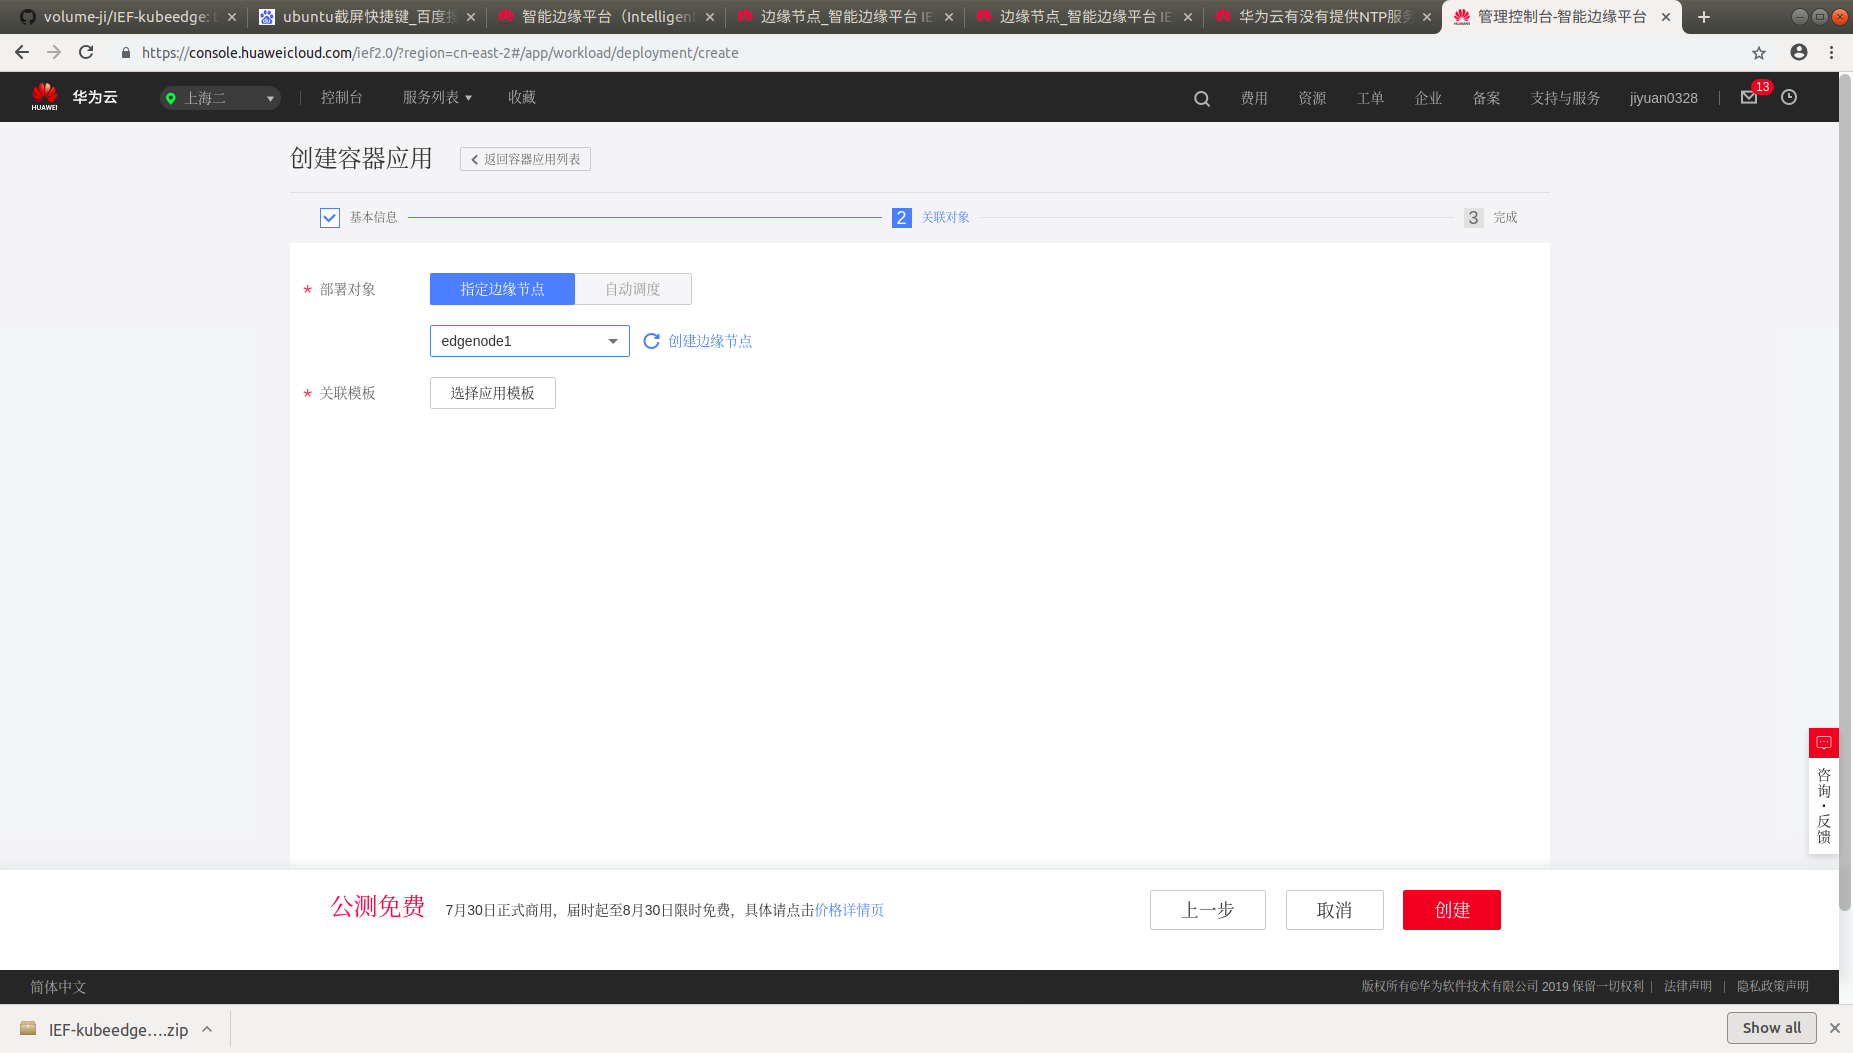 volume-ji/IEF-kubeedge:
ubuntu截屏快捷键_百度
智能边缘平台（Intelligent
边缘节点_智能边缘平台 IE
边缘节点_智能边缘平台 IE
华为云有没有提供NTP服务
管理控制台-智能边缘平台
https://console.huaweicloud.com/ief2.0/?region=cn-east-2#/app/workload/deployment/create
HUAWEI 华为云 上海二 控制台 服务列表 收藏 费用 资源 工单 企业 备案 支持与服务 jiyuan0328 13
创建容器应用 返回容器应用列表
基本信息 2 关联对象 3 完成
* 部署对象 指定边缘节点 自动调度
edgenode1 创建边缘节点
* 关联模板 选择应用模板
咨询·反馈
公测免费 7月30日正式商用，届时起至8月30日限时免费，具体请点击价格详情页 上一步 取消 创建
简体中文 版权所有©华为软件技术有限公司 2019 保留一切权利 | 法律声明 | 隐私政策声明
IEF-kubeedge….zip Show all